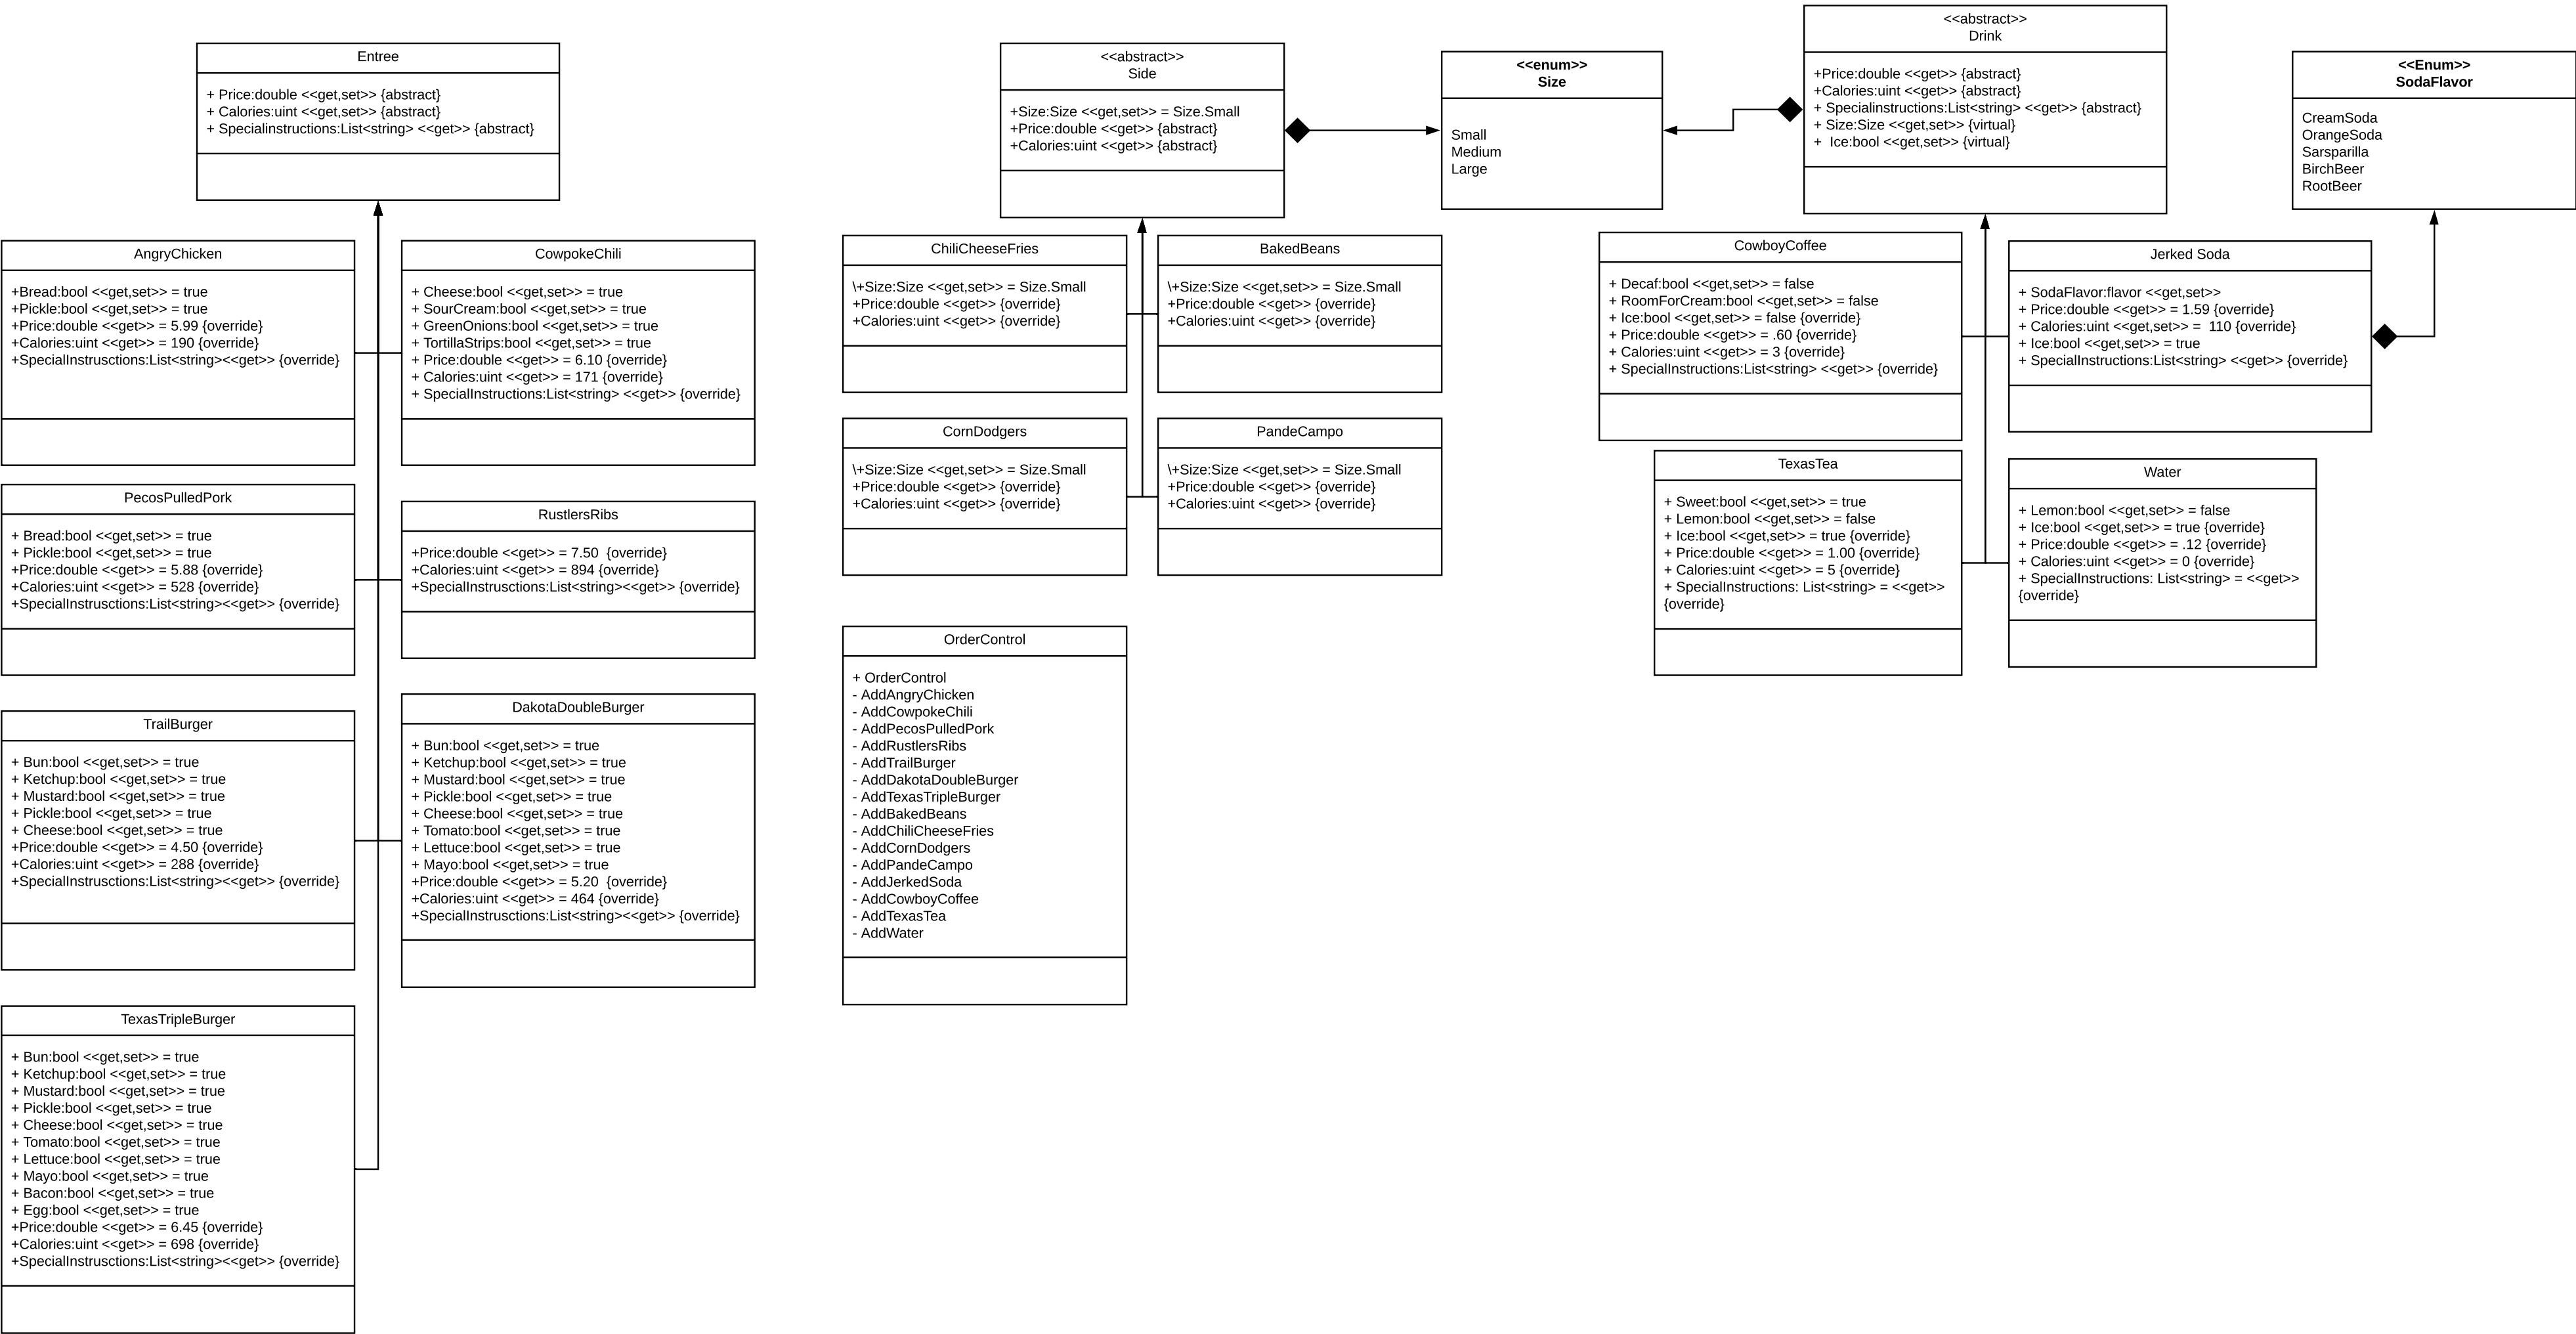 Entree
+ Price:double <<get,set>> {abstract}
+ Calories:uint <<get,set>> {abstract}
+ Specialinstructions:List<string> <<get>> {abstract}
<<abstract>>
Side
+Size:Size <<get,set>> = Size.Small
+Price:double <<get>> {abstract}
+Calories:uint <<get>> {abstract}
<<enum>>
Size
Small
Medium
Large
<<abstract>>
Drink
+Price:double <<get>> {abstract}
+Calories:uint <<get>> {abstract}
+ Specialinstructions:List<string> <<get>> {abstract}
+ Size:Size <<get,set>> {virtual}
+  Ice:bool <<get,set>> {virtual}
<<Enum>>
SodaFlavor
CreamSoda
OrangeSoda
Sarsparilla
BirchBeer
RootBeer
AngryChicken
+Bread:bool <<get,set>> = true
+Pickle:bool <<get,set>> = true
+Price:double <<get>> = 5.99 {override}
+Calories:uint <<get>> = 190 {override}
+SpecialInstrusctions:List<string><<get>> {override}
CowpokeChili
+ Cheese:bool <<get,set>> = true
+ SourCream:bool <<get,set>> = true
+ GreenOnions:bool <<get,set>> = true
+ TortillaStrips:bool <<get,set>> = true
+ Price:double <<get>> = 6.10 {override}
+ Calories:uint <<get>> = 171 {override}
+ SpecialInstructions:List<string> <<get>> {override}
PecosPulledPork
+ Bread:bool <<get,set>> = true
+ Pickle:bool <<get,set>> = true
+Price:double <<get>> = 5.88 {override}
+Calories:uint <<get>> = 528 {override}
+SpecialInstrusctions:List<string><<get>> {override}
RustlersRibs
+Price:double <<get>> = 7.50  {override}
+Calories:uint <<get>> = 894 {override}
+SpecialInstrusctions:List<string><<get>> {override}
TrailBurger
+ Bun:bool <<get,set>> = true
+ Ketchup:bool <<get,set>> = true
+ Mustard:bool <<get,set>> = true
+ Pickle:bool <<get,set>> = true
+ Cheese:bool <<get,set>> = true
+Price:double <<get>> = 4.50 {override}
+Calories:uint <<get>> = 288 {override}
+SpecialInstrusctions:List<string><<get>> {override}
DakotaDoubleBurger
+ Bun:bool <<get,set>> = true
+ Ketchup:bool <<get,set>> = true
+ Mustard:bool <<get,set>> = true
+ Pickle:bool <<get,set>> = true
+ Cheese:bool <<get,set>> = true
+ Tomato:bool <<get,set>> = true
+ Lettuce:bool <<get,set>> = true
+ Mayo:bool <<get,set>> = true
+Price:double <<get>> = 5.20  {override}
+Calories:uint <<get>> = 464 {override}
+SpecialInstrusctions:List<string><<get>> {override}
TexasTripleBurger
+ Bun:bool <<get,set>> = true
+ Ketchup:bool <<get,set>> = true
+ Mustard:bool <<get,set>> = true
+ Pickle:bool <<get,set>> = true
+ Cheese:bool <<get,set>> = true
+ Tomato:bool <<get,set>> = true
+ Lettuce:bool <<get,set>> = true
+ Mayo:bool <<get,set>> = true
+ Bacon:bool <<get,set>> = true
+ Egg:bool <<get,set>> = true
+Price:double <<get>> = 6.45 {override}
+Calories:uint <<get>> = 698 {override}
+SpecialInstrusctions:List<string><<get>> {override}
ChiliCheeseFries
\+Size:Size <<get,set>> = Size.Small
+Price:double <<get>> {override}
+Calories:uint <<get>> {override}
BakedBeans
\+Size:Size <<get,set>> = Size.Small
+Price:double <<get>> {override}
+Calories:uint <<get>> {override}
CornDodgers
\+Size:Size <<get,set>> = Size.Small
+Price:double <<get>> {override}
+Calories:uint <<get>> {override}
PandeCampo
\+Size:Size <<get,set>> = Size.Small
+Price:double <<get>> {override}
+Calories:uint <<get>> {override}
OrderControl
+ OrderControl
- AddAngryChicken
- AddCowpokeChili
- AddPecosPulledPork
- AddRustlersRibs
- AddTrailBurger
- AddDakotaDoubleBurger
- AddTexasTripleBurger
- AddBakedBeans
- AddChiliCheeseFries
- AddCornDodgers
- AddPandeCampo
- AddJerkedSoda
- AddCowboyCoffee
- AddTexasTea
- AddWater
CowboyCoffee
+ Decaf:bool <<get,set>> = false
+ RoomForCream:bool <<get,set>> = false
+ Ice:bool <<get,set>> = false {override}
+ Price:double <<get>> = .60 {override}
+ Calories:uint <<get>> = 3 {override}
+ SpecialInstructions:List<string> <<get>> {override}
Jerked Soda
+ SodaFlavor:flavor <<get,set>>
+ Price:double <<get>> = 1.59 {override}
+ Calories:uint <<get,set>> =  110 {override}
+ Ice:bool <<get,set>> = true
+ SpecialInstructions:List<string> <<get>> {override}
TexasTea
+ Sweet:bool <<get,set>> = true
+ Lemon:bool <<get,set>> = false
+ Ice:bool <<get,set>> = true {override}
+ Price:double <<get>> = 1.00 {override}
+ Calories:uint <<get>> = 5 {override}
+ SpecialInstructions: List<string> = <<get>>
{override}
Water
+ Lemon:bool <<get,set>> = false
+ Ice:bool <<get,set>> = true {override}
+ Price:double <<get>> = .12 {override}
+ Calories:uint <<get>> = 0 {override}
+ SpecialInstructions: List<string> = <<get>>
{override}